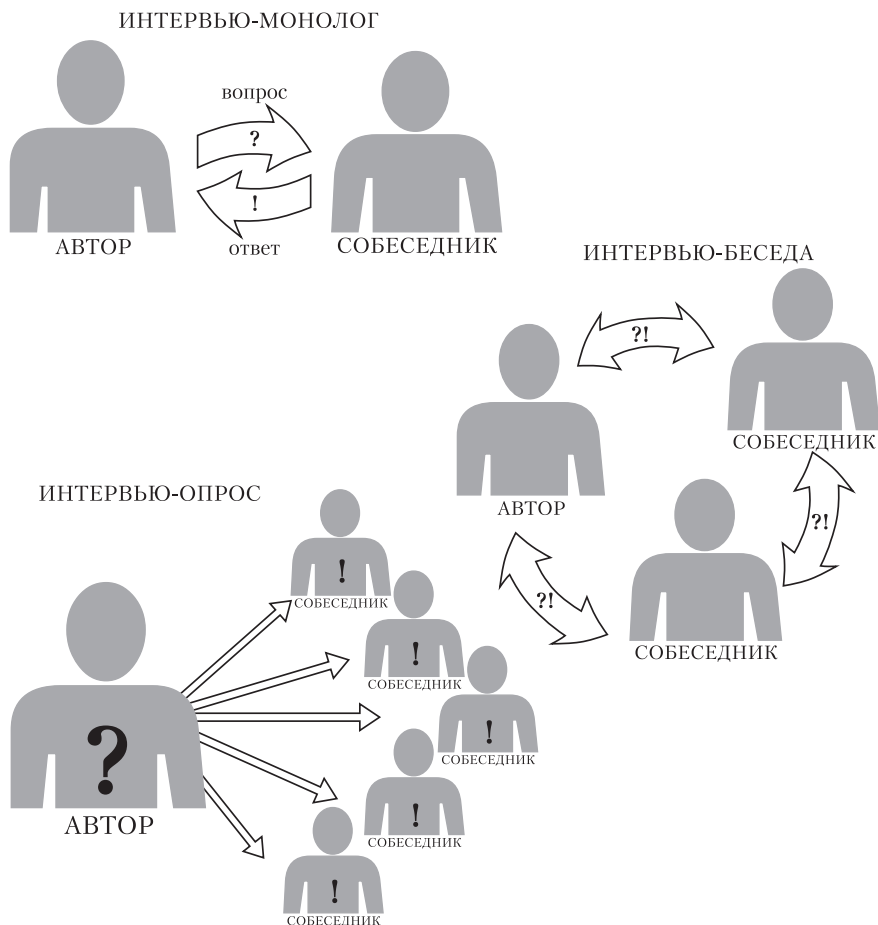 ИНТЕРВЬЮ-МОНОЛОГ
вопрос
?
!
АВТОР
ответ
СОБЕСЕДНИК
ИНТЕРВЬЮ-БЕСЕДА
?!
СОБЕСЕДНИК
АВТОР
?!
?!
СОБЕСЕДНИК
ИНТЕРВЬЮ-ОПРОС
!
СОБЕСЕДНИК
!
СОБЕСЕДНИК
!
СОБЕСЕДНИК
?
АВТОР
!
СОБЕСЕДНИК
!
СОБЕСЕДНИК